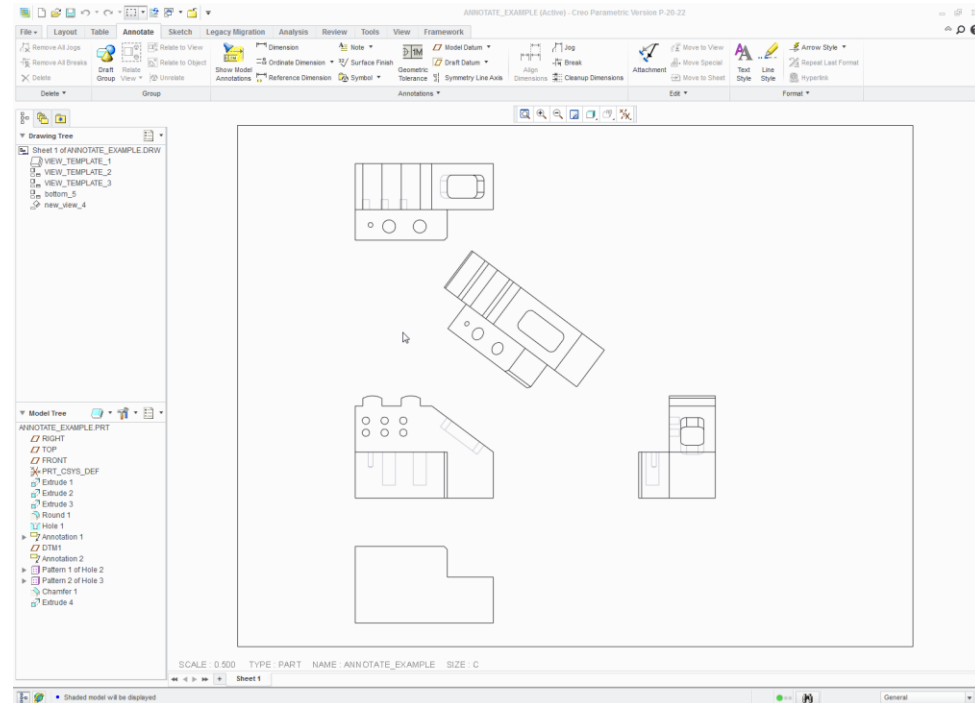 ANNOTATE_EXAMPLE (Active) - Creo Parametric Version P-20-22
File Layout Table Annotate Sketch Legacy Migration Analysis Review Tools View Framework
Remove All Jogs
Remove All Breaks
Delete
Draft Group
Relate View
Relate to View
Relate to Object
Unrelate
Show Model Annotations
Dimension
Ordinate Dimension
Reference Dimension
Note
Surface Finish
Symbol
Geometric Tolerance
Model Datum
Draft Datum
Symmetry Line Axis
Align Dimensions
Jog
Break
Cleanup Dimensions
Attachment
Move to View
Move Special
Move to Sheet
Text Style
Line Style
Arrow Style
Repeat Last Format
Hyperlink
Delete Group Annotations Edit Format
Drawing Tree
Sheet 1 of ANNOTATE_EXAMPLE.DRW
VIEW_TEMPLATE_1
VIEW_TEMPLATE_2
VIEW_TEMPLATE_3
bottom_5
new_view_4
Model Tree
ANNOTATE_EXAMPLE.PRT
RIGHT
TOP
FRONT
PRT_CSYS_DEF
Extrude 1
Extrude 2
Extrude 3
Round 1
Hole 1
Annotation 1
DTM1
Annotation 2
Pattern 1 of Hole 2
Pattern 2 of Hole 3
Chamfer 1
Extrude 4
SCALE : 0.500 TYPE : PART NAME : ANNOTATE_EXAMPLE SIZE : C
Sheet 1
Shaded model will be displayed
General